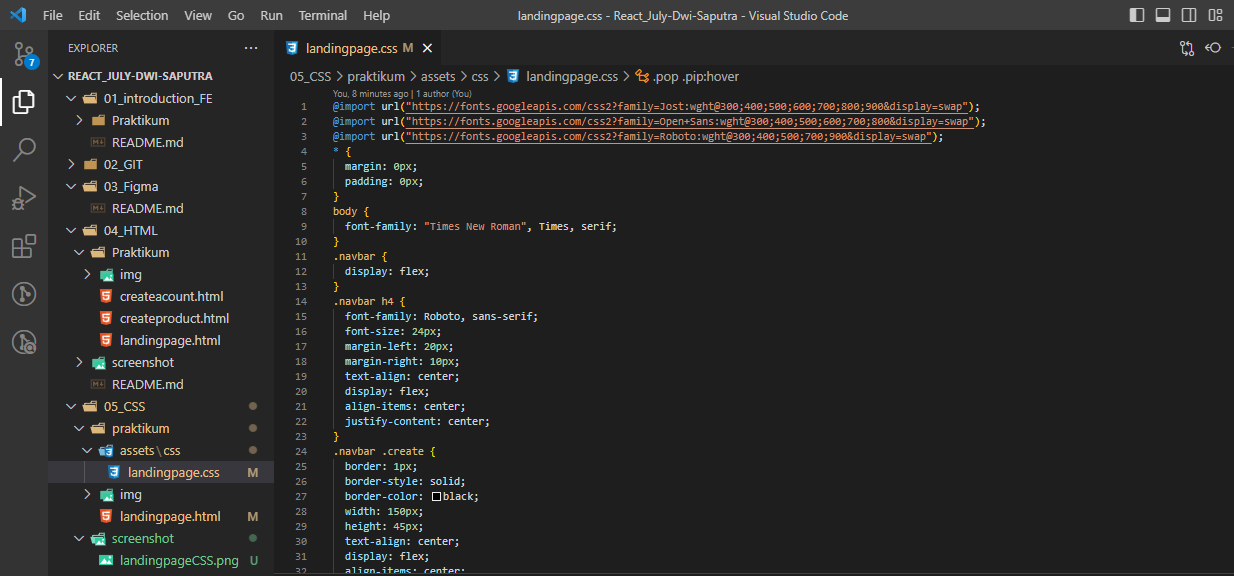 File Edit Selection View Go Run Terminal Help landingpage.css - React_July-Dwi-Saputra - Visual Studio Code
7
EXPLORER ···
REACT_JULY-DWI-SAPUTRA
01_introduction_FE
Praktikum
README.md
02_GIT
03_Figma
README.md
04_HTML
Praktikum
img
createacount.html
createproduct.html
landingpage.html
screenshot
README.md
05_CSS
praktikum
assets\css
landingpage.css M
img
landingpage.html M
screenshot
landingpageCSS.png U
landingpage.css M
05_CSS > praktikum > assets > css > landingpage.css > .pop .pip:hover
You, 8 minutes ago | 1 author (You)
1 @import url("https://fonts.googleapis.com/css2?family=Jost:wght@300;400;500;600;700;800;900&display=swap");
2 @import url("https://fonts.googleapis.com/css2?family=Open+Sans:wght@300;400;500;600;700;800&display=swap");
3 @import url("https://fonts.googleapis.com/css2?family=Roboto:wght@300;400;500;700;900&display=swap");
4 * {
5 margin: 0px;
6 padding: 0px;
7 }
8 body {
9 font-family: "Times New Roman", Times, serif;
10 }
11 .navbar {
12 display: flex;
13 }
14 .navbar h4 {
15 font-family: Roboto, sans-serif;
16 font-size: 24px;
17 margin-left: 20px;
18 margin-right: 10px;
19 text-align: center;
20 display: flex;
21 align-items: center;
22 justify-content: center;
23 }
24 .navbar .create {
25 border: 1px;
26 border-style: solid;
27 border-color: black;
28 width: 150px;
29 height: 45px;
30 text-align: center;
31 display: flex;
32 align-items: center;